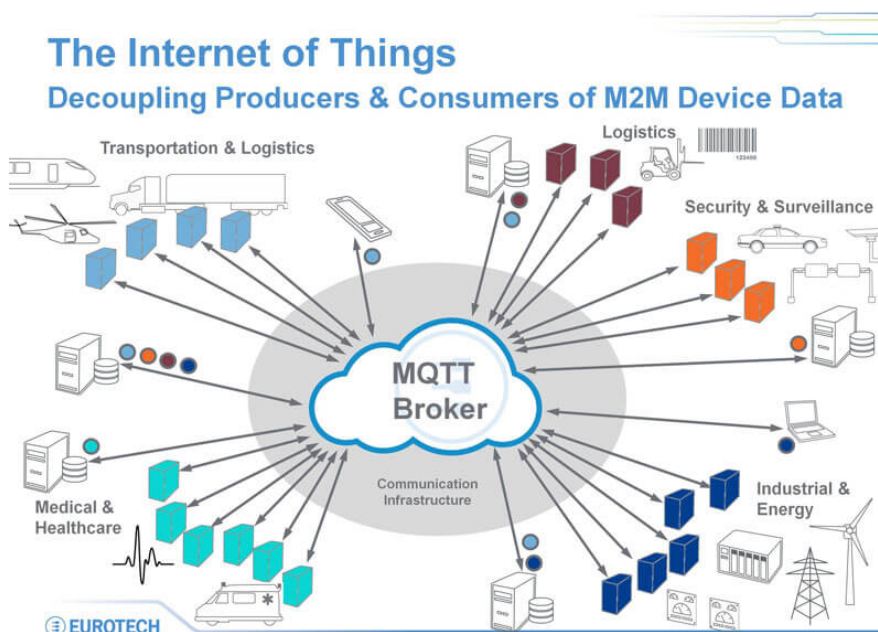 The Internet of Things
Decoupling Producers & Consumers of M2M Device Data
Transportation & Logistics
Logistics
123456
Security & Surveillance
MQTT
Broker
Communication
Infrastructure
Medical &
Healthcare
Industrial &
Energy
EUROTECH